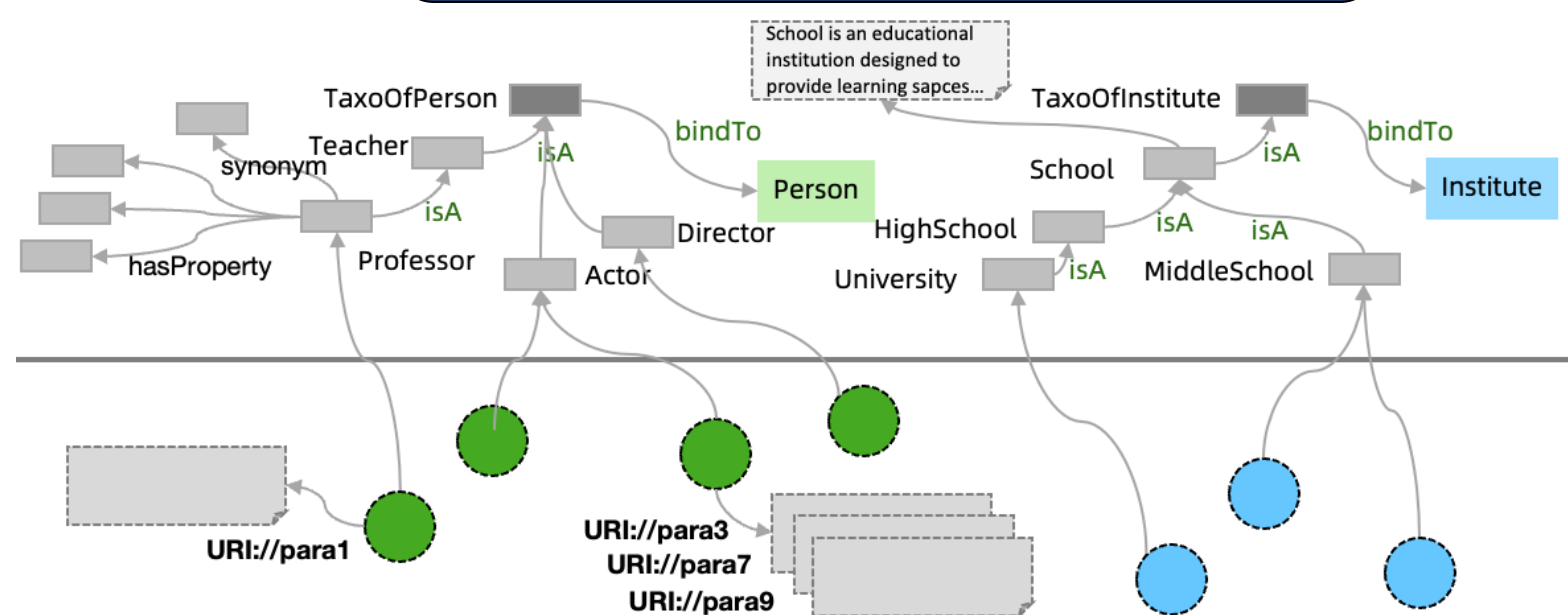 School is an educational
institution designed to
provide learning sapces...
TaxoOfPerson
TaxoOfInstitute
bindTo
bindTo
Teacher
isA
isA
synonym
School
Person
Institute
isA
HighSchool
isA
isA
Director
Professor
hasProperty
Actor
University
isA
MiddleSchool
URI://para1
URI://para3
URI://para7
URI://para9